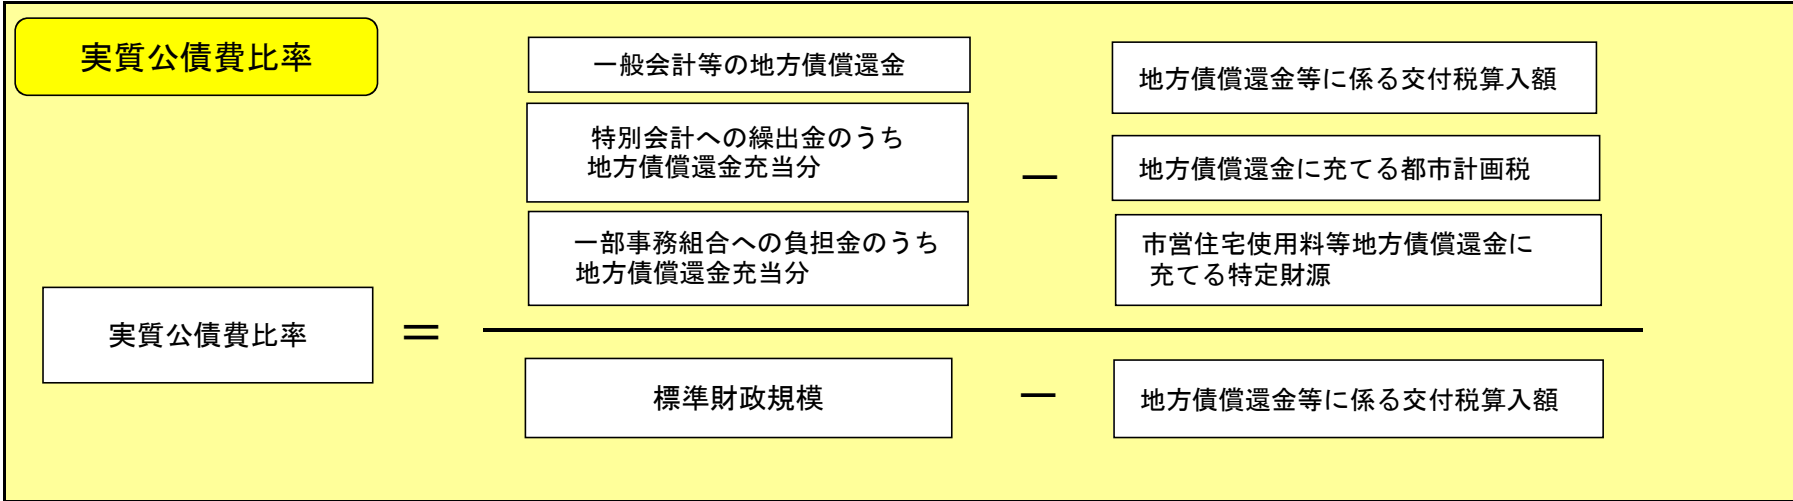 実質公債費比率
一般会計等の地方債償還金
特別会計への繰出金のうち
地方債償還金充当分
一部事務組合への負担金のうち
地方債償還金充当分
－
地方債償還金等に係る交付税算入額
地方債償還金に充てる都市計画税
市営住宅使用料等地方債償還金に
充てる特定財源
実質公債費比率
＝
標準財政規模
－
地方債償還金等に係る交付税算入額